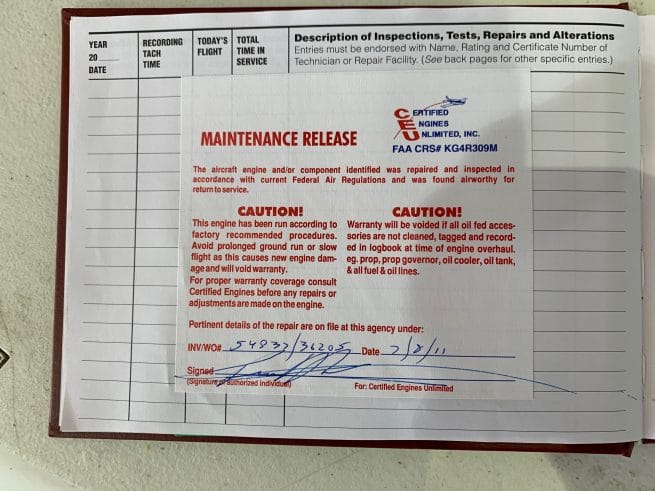 YEAR
20
DATE
RECORDING
TACH
TIME
TODAY'S
FLIGHT
TOTAL
TIME IN
SERVICE
Description of Inspections, Tests, Repairs and Alterations
Entries must be endorsed with Name, Rating and Certificate Number of
Technician or Repair Facility. (See back pages for other specific entries.)
MAINTENANCE RELEASE
CERTIFIED
ENGINES
UNLIMITED, INC.
FAA CRS# KG4R309M
The aircraft engine and/or component identified was repaired and inspected in
accordance with current Federal Air Regulations and was found airworthy for
return to service.
CAUTION!
This engine has been run according to
factory recommended procedures.
Avoid prolonged ground run or slow
flight as this causes new engine dam-
age and will void warranty.
For proper warranty coverage consult
Certified Engines before any repairs or
adjustments are made on the engine.
CAUTION!
Warranty will be voided if all oil fed acces-
sories are not cleaned, tagged and record-
ed in logbook at time of engine overhaul.
eg. prop, prop governor, oil cooler, oil tank,
& all fuel & oil lines.
Pertinent details of the repair are on file at this agency under:
INV/WO# 54837/36205 Date 7/8/11
Signed
(Signature of authorized individual) For: Certified Engines Unlimited